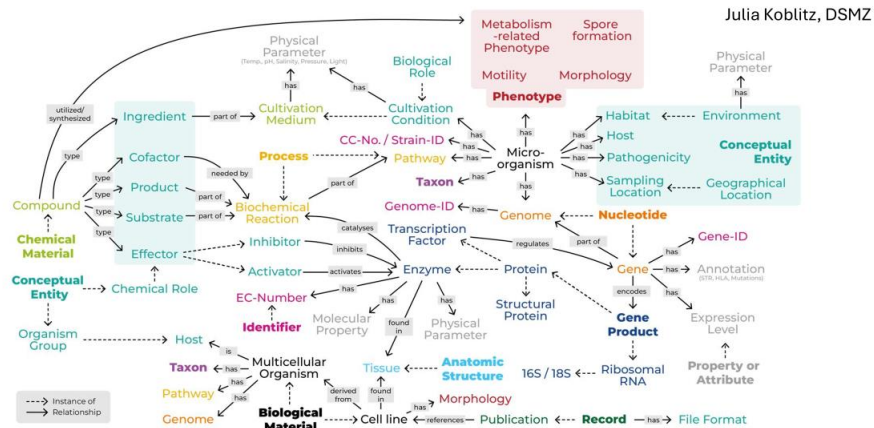 Julia Koblitz, DSMZ
Metabolism
-related
Phenotype
Spore
formation
Motility
Morphology
Phenotype
Physical
Parameter
(Temp., pH, Salinity, Pressure, Light)
Biological
Role
Physical
Parameter
has
has
has
utilized/
synthesized
Ingredient
part of
Cultivation
Medium
Cultivation
Condition
has
has
has
Habitat
Environment
type
CC-No. / Strain-ID
has
Host
Conceptual
Entity
Cofactor
Process
Pathway
has
Micro-
organism
has
Pathogenicity
type
needed by
Product
part of
Taxon
has
has
has
Sampling
Location
Geographical
Location
type
part of
Compound
type
Substrate
part of
Biochemical
Reaction
Genome-ID
has
Genome
Nucleotide
type
catalyses
Transcription
Factor
Gene-ID
Chemical
Material
Effector
Inhibitor
inhibits
regulates
part of
has
Activator
activates
Enzyme
Protein
Gene
has
Annotation
(STR, HLA, Mutations)
Conceptual
Entity
Chemical Role
EC-Number
has
has
has
encodes
has
Structural
Protein
Identifier
Molecular
Property
found
in
Physical
Parameter
Gene
Product
Expression
Level
Organism
Group
Host
is
Multicellular
Organism
Tissue
Anatomic
Structure
16S / 18S
Ribosomal
RNA
Property or
Attribute
Taxon
has
Pathway
has
derived
from
found
in
Morphology
has
Instance of
Relationship
Genome
has
Biological
Material
Cell line
references
Publication
Record
has
File Format